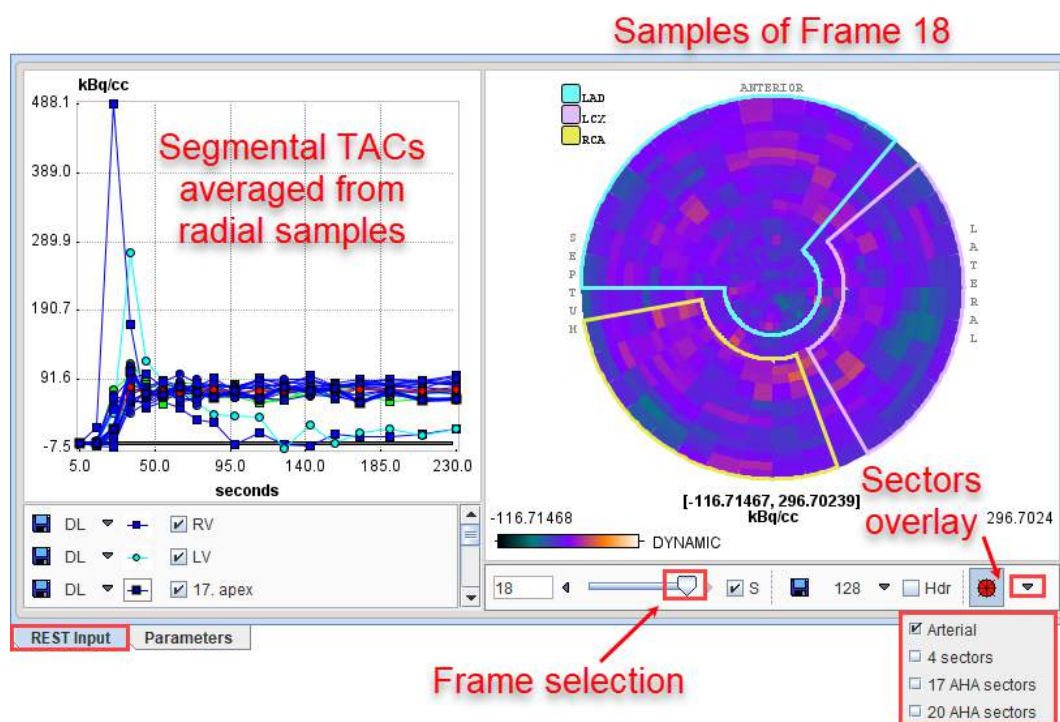 Samples of Frame 18
kBq/cc
488.1
389.0
289.9
190.7
91.6
-7.5
5.0 50.0 95.0 140.0 185.0 230.0
seconds
Segmental TACs
averaged from
radial samples
LAD
LCX
RCA
ANTERIOR
SEPTUM
LATERAL
[-116.71467, 296.70239]
kBq/cc
-116.71468
296.7024
DYNAMIC
Sectors
overlay
DL RV
DL LV
DL 17. apex
18 S 128 Hdr
REST Input Parameters
Frame selection
Arterial
4 sectors
17 AHA sectors
20 AHA sectors